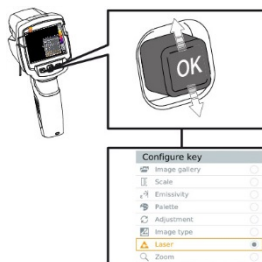 OK
Configure key
Image gallery
Scale
Emissivity
Palette
Adjustment
Image type
Laser
Zoom